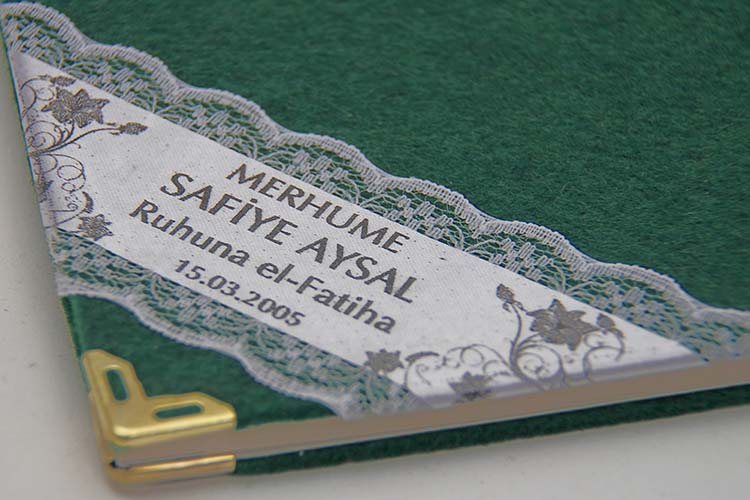 MERHUME
SAFİYE AYSAL
Ruhuna el-Fatiha
15.03.2005